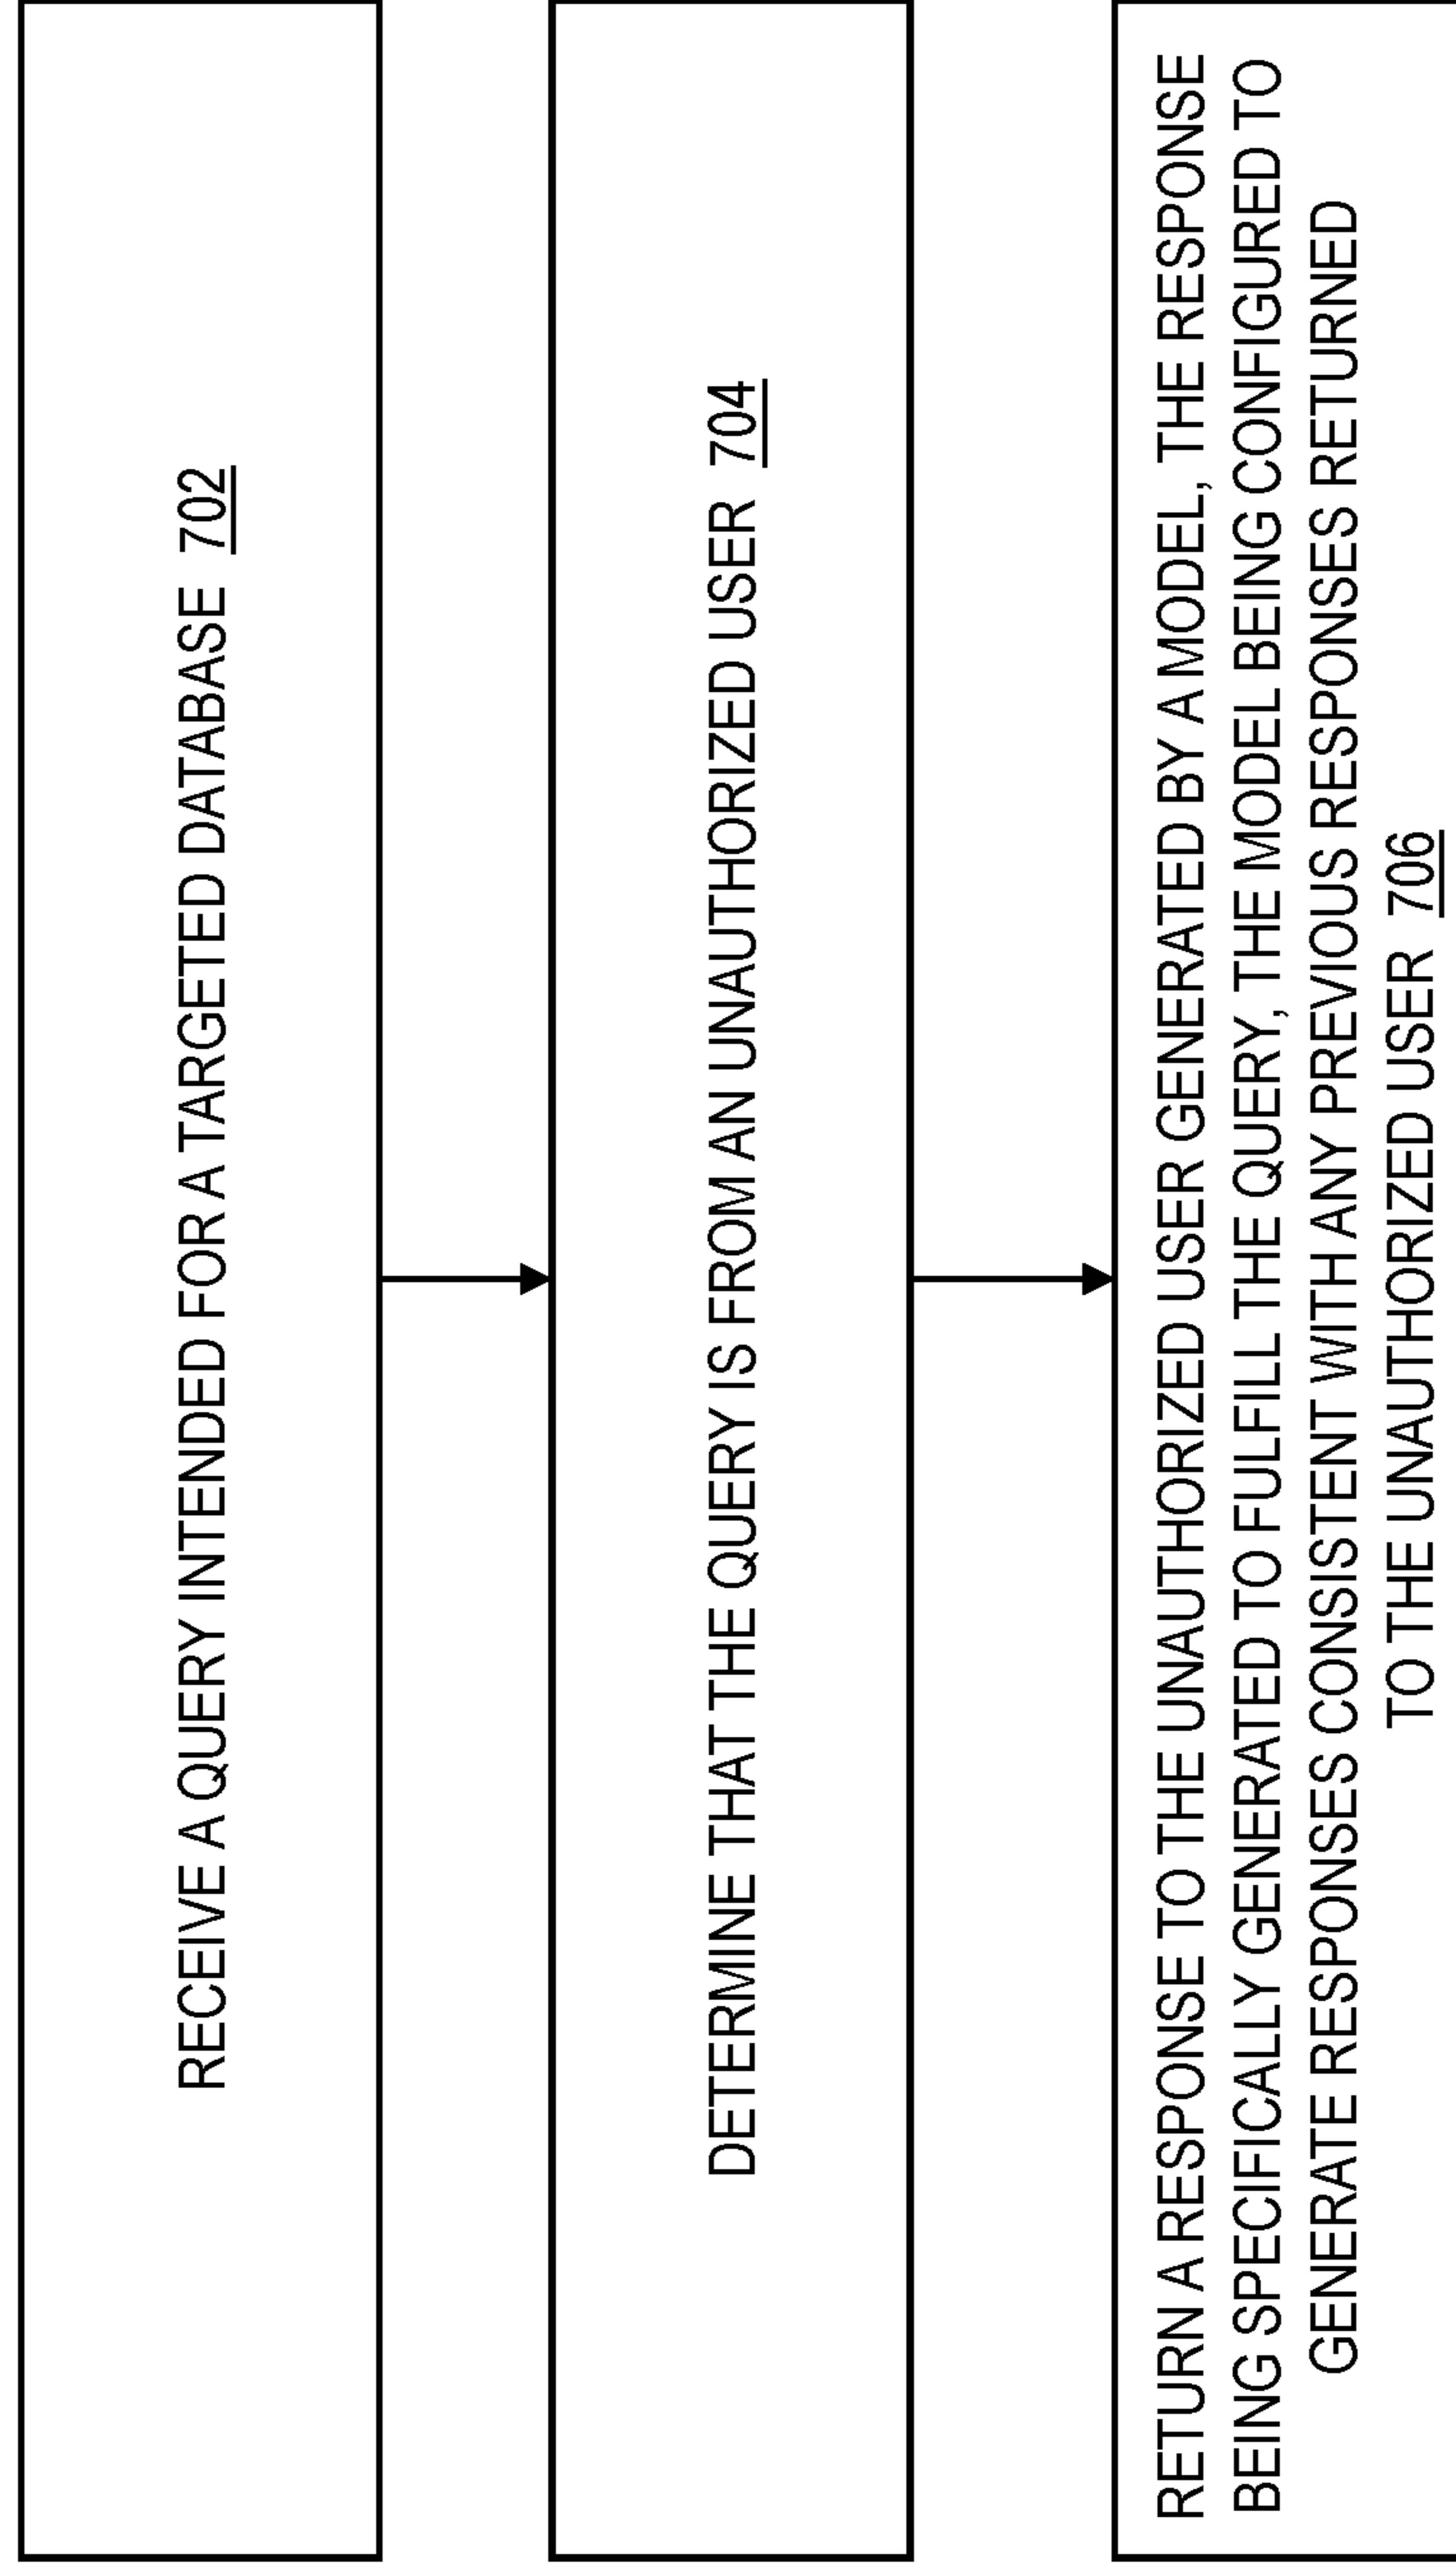 RECEIVE A QUERY INTENDED FOR A TARGETED DATABASE 702
DETERMINE THAT THE QUERY IS FROM AN UNAUTHORIZED USER 704
RETURN A RESPONSE TO THE UNAUTHORIZED USER GENERATED BY A MODEL, THE RESPONSE
BEING SPECIFICALLY GENERATED TO FULFILL THE QUERY, THE MODEL BEING CONFIGURED TO
GENERATE RESPONSES CONSISTENT WITH ANY PREVIOUS RESPONSES RETURNED
TO THE UNAUTHORIZED USER 706